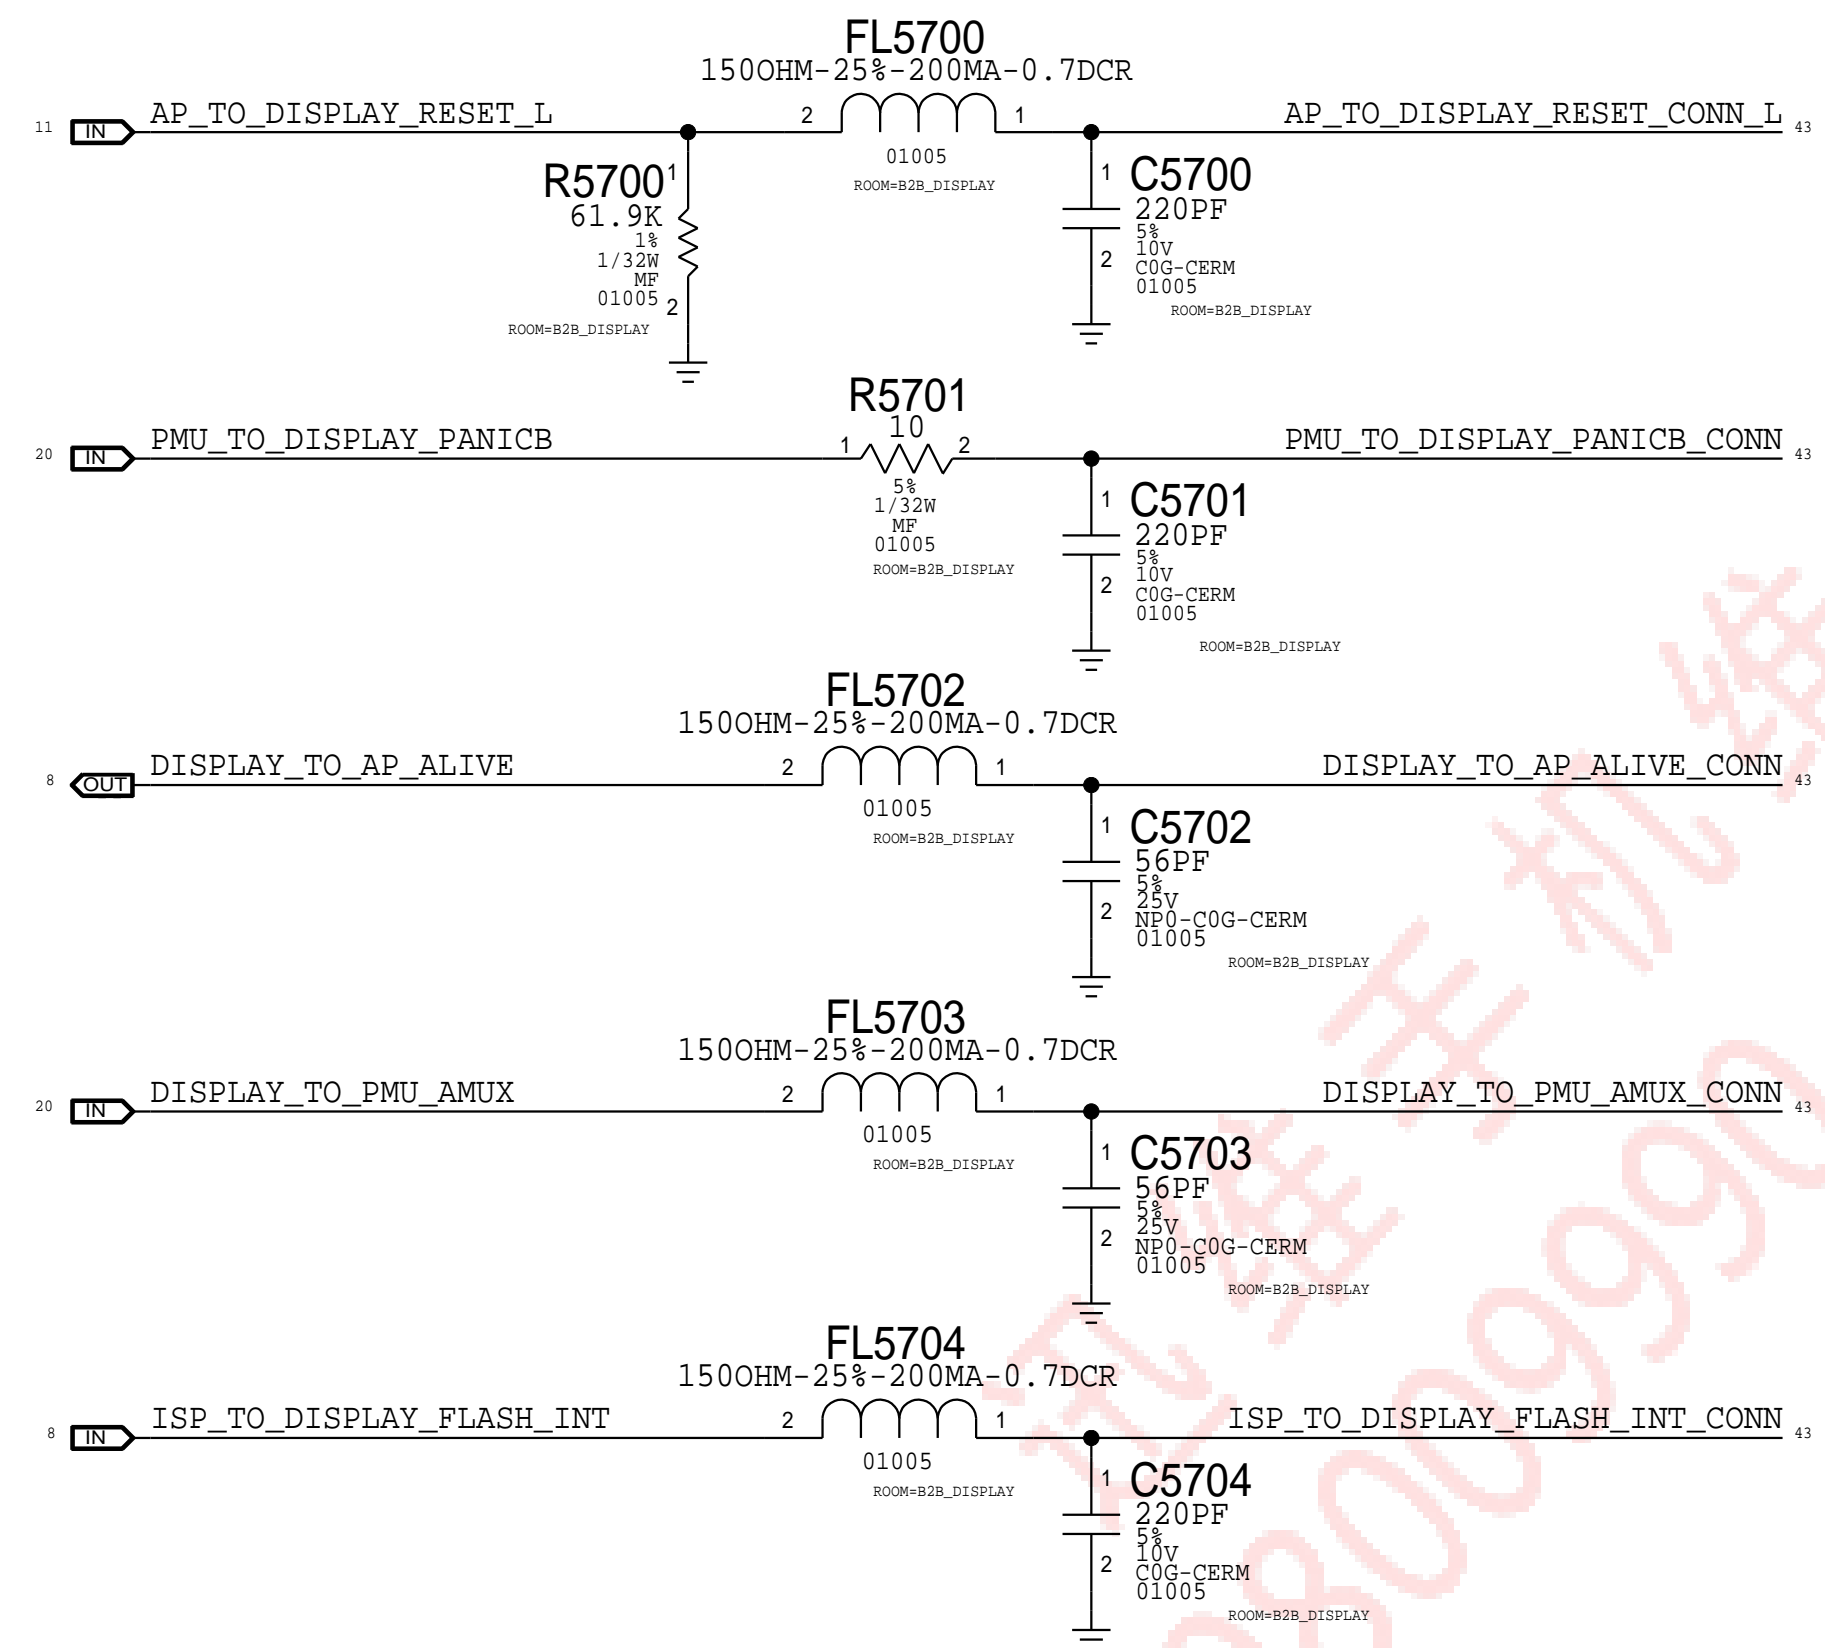 FL5700
150OHM-25%-200MA-0.7DCR
11 IN AP_TO_DISPLAY_RESET_L 2 1 AP_TO_DISPLAY_RESET_CONN_L 43
01005
ROOM=B2B_DISPLAY
R5700 1
61.9K
1%
1/32W
MF
01005 2
ROOM=B2B_DISPLAY
1 C5700
220PF
5%
10V
2 C0G-CERM
01005
ROOM=B2B_DISPLAY
R5701
10
20 IN PMU_TO_DISPLAY_PANICB 1 2 PMU_TO_DISPLAY_PANICB_CONN 43
5%
1/32W
MF
01005
ROOM=B2B_DISPLAY
1 C5701
220PF
5%
10V
2 C0G-CERM
01005
ROOM=B2B_DISPLAY
FL5702
150OHM-25%-200MA-0.7DCR
8 OUT DISPLAY_TO_AP_ALIVE 2 1 DISPLAY_TO_AP_ALIVE_CONN 43
01005
ROOM=B2B_DISPLAY
1 C5702
56PF
5%
25V
2 NP0-C0G-CERM
01005
ROOM=B2B_DISPLAY
FL5703
150OHM-25%-200MA-0.7DCR
20 IN DISPLAY_TO_PMU_AMUX 2 1 DISPLAY_TO_PMU_AMUX_CONN 43
01005
ROOM=B2B_DISPLAY
1 C5703
56PF
5%
25V
2 NP0-C0G-CERM
01005
ROOM=B2B_DISPLAY
FL5704
150OHM-25%-200MA-0.7DCR
8 IN ISP_TO_DISPLAY_FLASH_INT 2 1 ISP_TO_DISPLAY_FLASH_INT_CONN 43
01005
ROOM=B2B_DISPLAY
1 C5704
220PF
5%
10V
2 C0G-CERM
01005
ROOM=B2B_DISPLAY